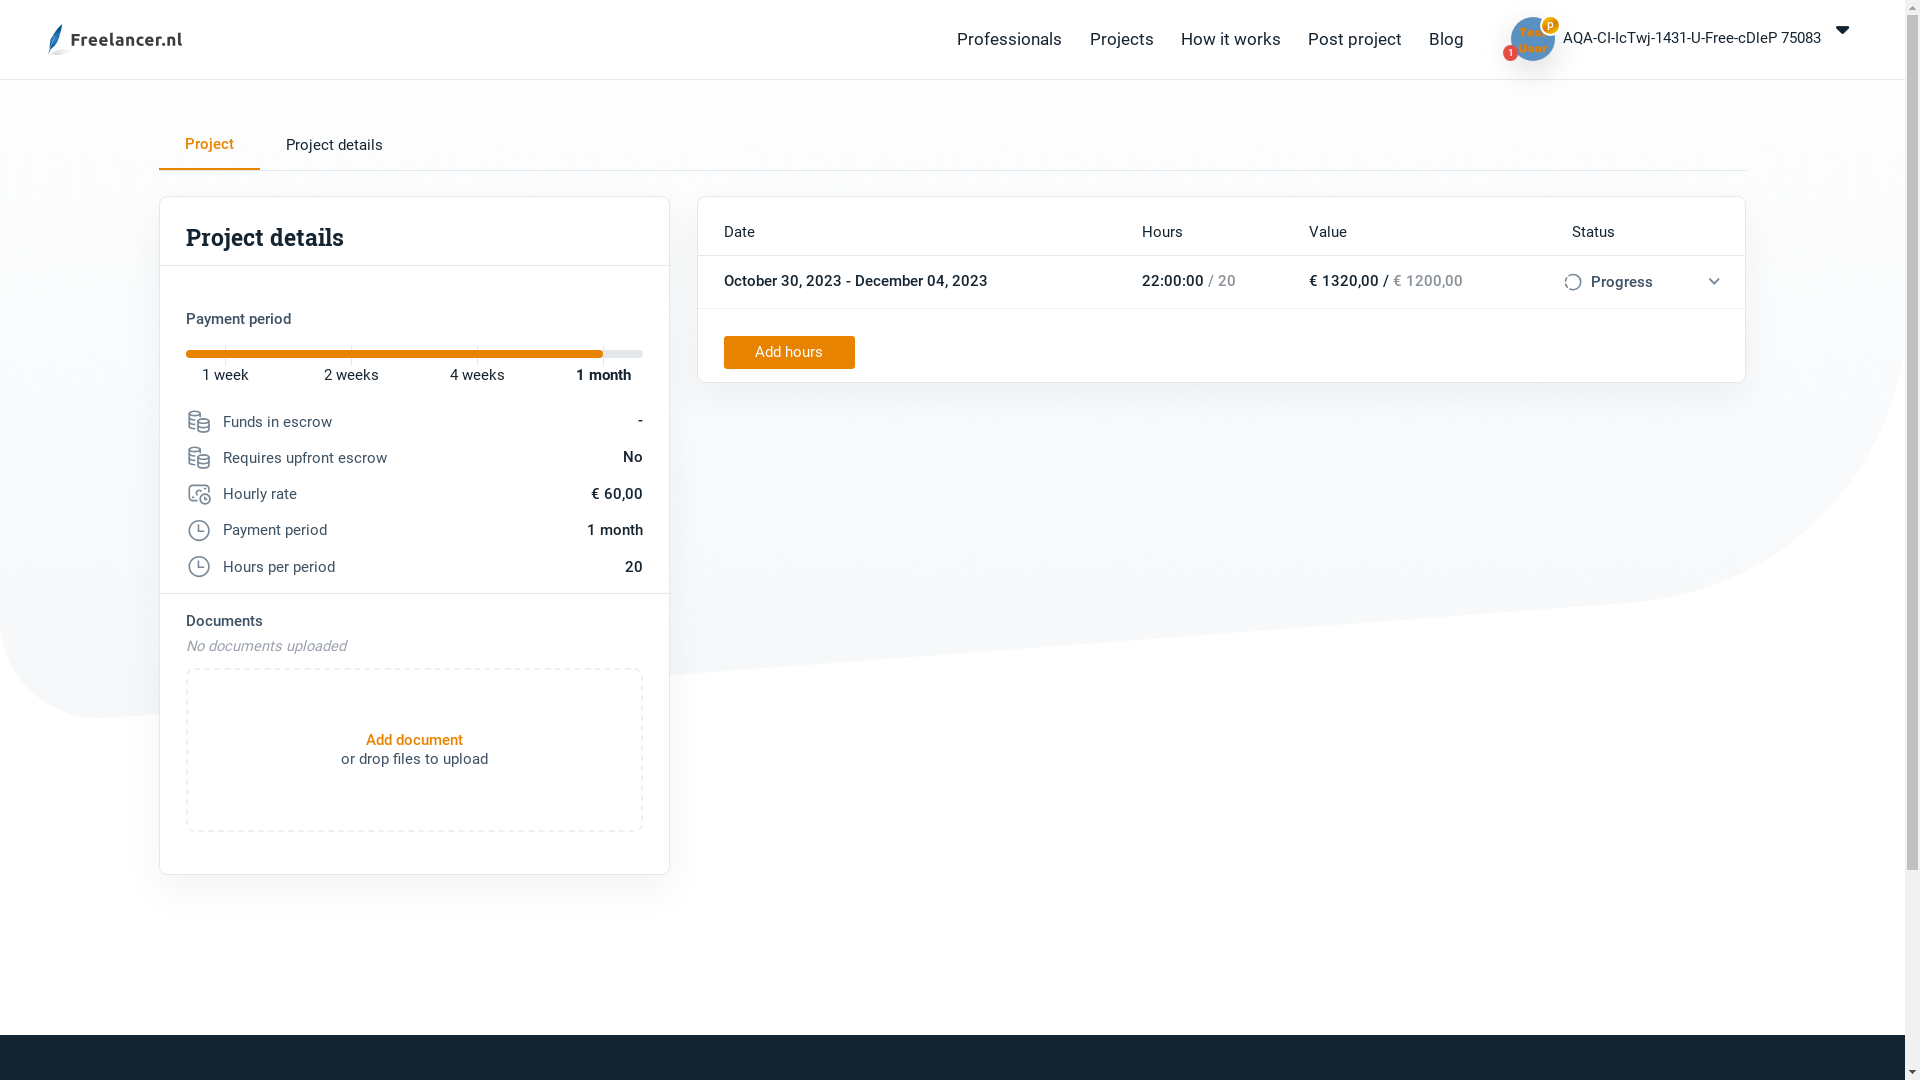 Freelancer.nl
Professionals
Projects
How it works
Post project
Blog
P
1
AQA-CI-IcTwj-1431-U-Free-cDleP 75083
Project
Project details
Project details
Payment period
1 week
2 weeks
4 weeks
1 month
Funds in escrow
-
Requires upfront escrow
No
Hourly rate
€ 60,00
Payment period
1 month
Hours per period
20
Documents
No documents uploaded
Add document
or drop files to upload
Date
Hours
Value
Status
October 30, 2023 - December 04, 2023
22:00:00 / 20
€ 1320,00 / € 1200,00
Progress
Add hours